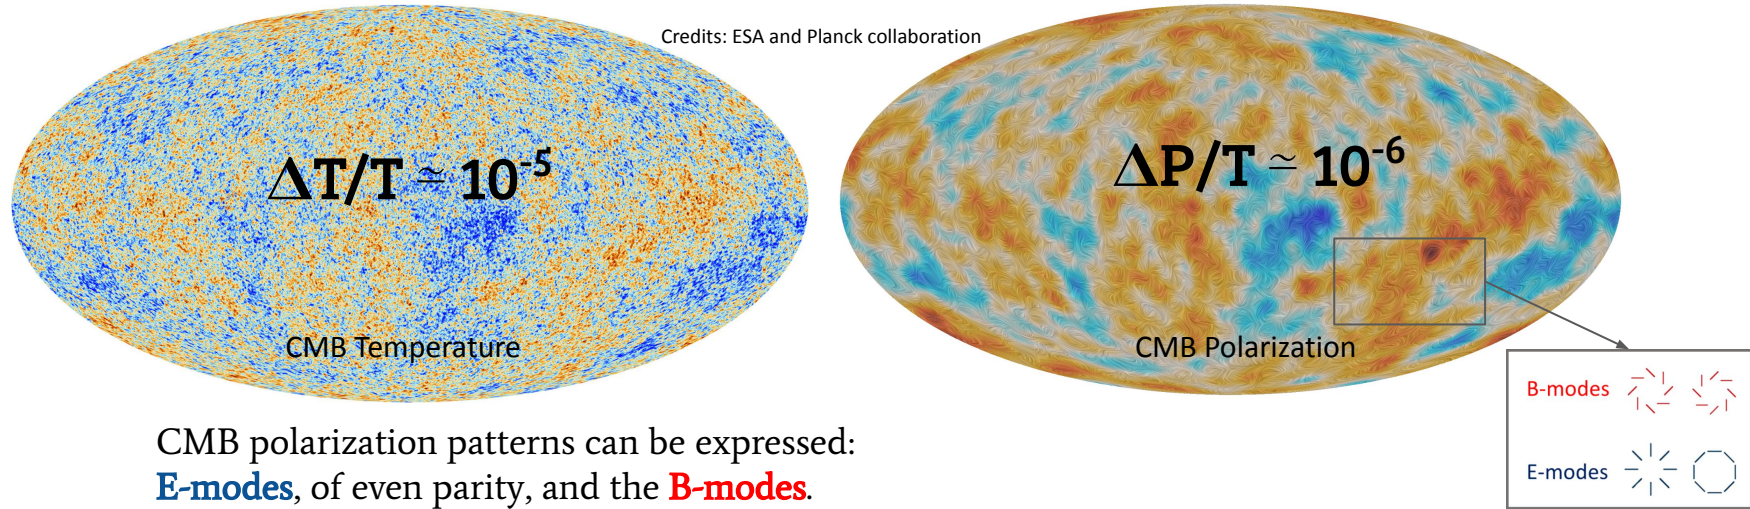 Credits: ESA and Planck collaboration
ΔT/T ≃ 10⁻⁵
CMB Temperature
ΔP/T ≃ 10⁻⁶
CMB Polarization
B-modes
E-modes
CMB polarization patterns can be expressed:
E-modes, of even parity, and the B-modes.